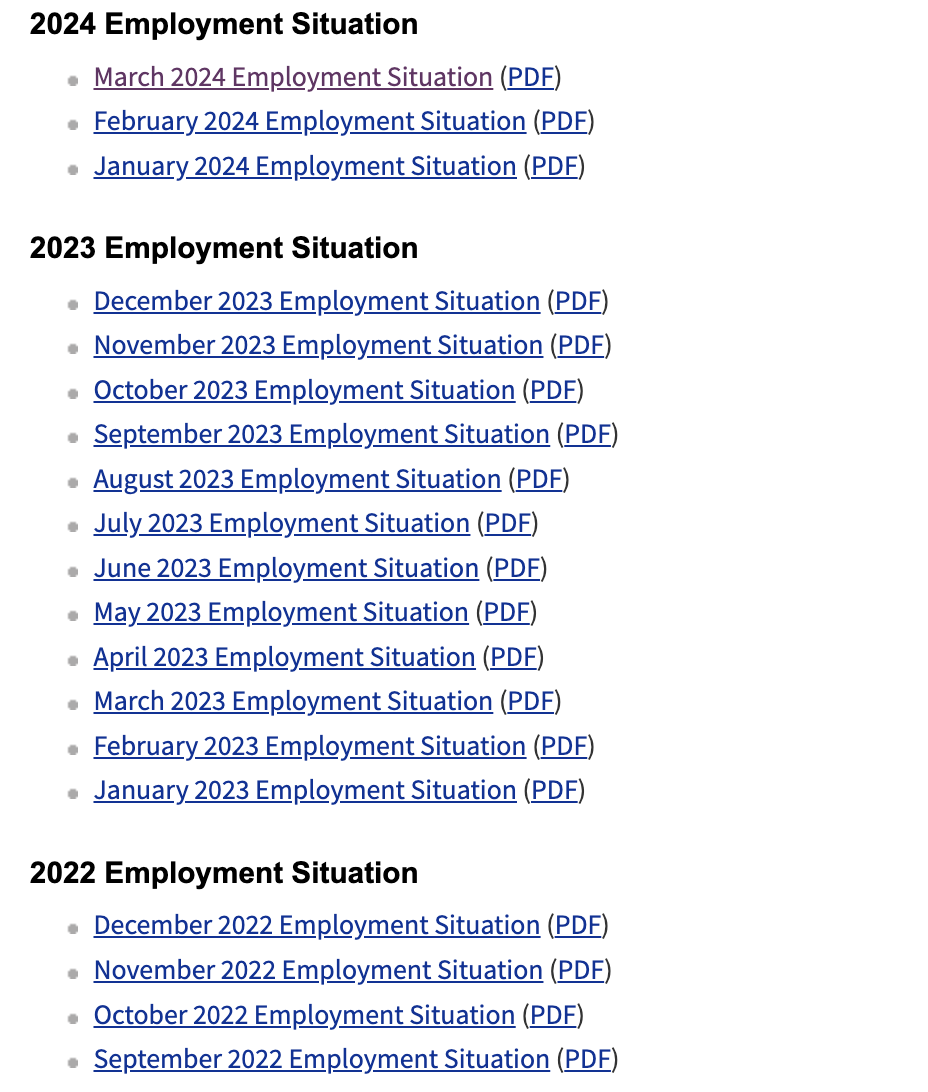 2024 Employment Situation
March 2024 Employment Situation (PDF)
February 2024 Employment Situation (PDF)
January 2024 Employment Situation (PDF)
2023 Employment Situation
December 2023 Employment Situation (PDF)
November 2023 Employment Situation (PDF)
October 2023 Employment Situation (PDF)
September 2023 Employment Situation (PDF)
August 2023 Employment Situation (PDF)
July 2023 Employment Situation (PDF)
June 2023 Employment Situation (PDF)
May 2023 Employment Situation (PDF)
April 2023 Employment Situation (PDF)
March 2023 Employment Situation (PDF)
February 2023 Employment Situation (PDF)
January 2023 Employment Situation (PDF)
2022 Employment Situation
December 2022 Employment Situation (PDF)
November 2022 Employment Situation (PDF)
October 2022 Employment Situation (PDF)
September 2022 Employment Situation (PDF)